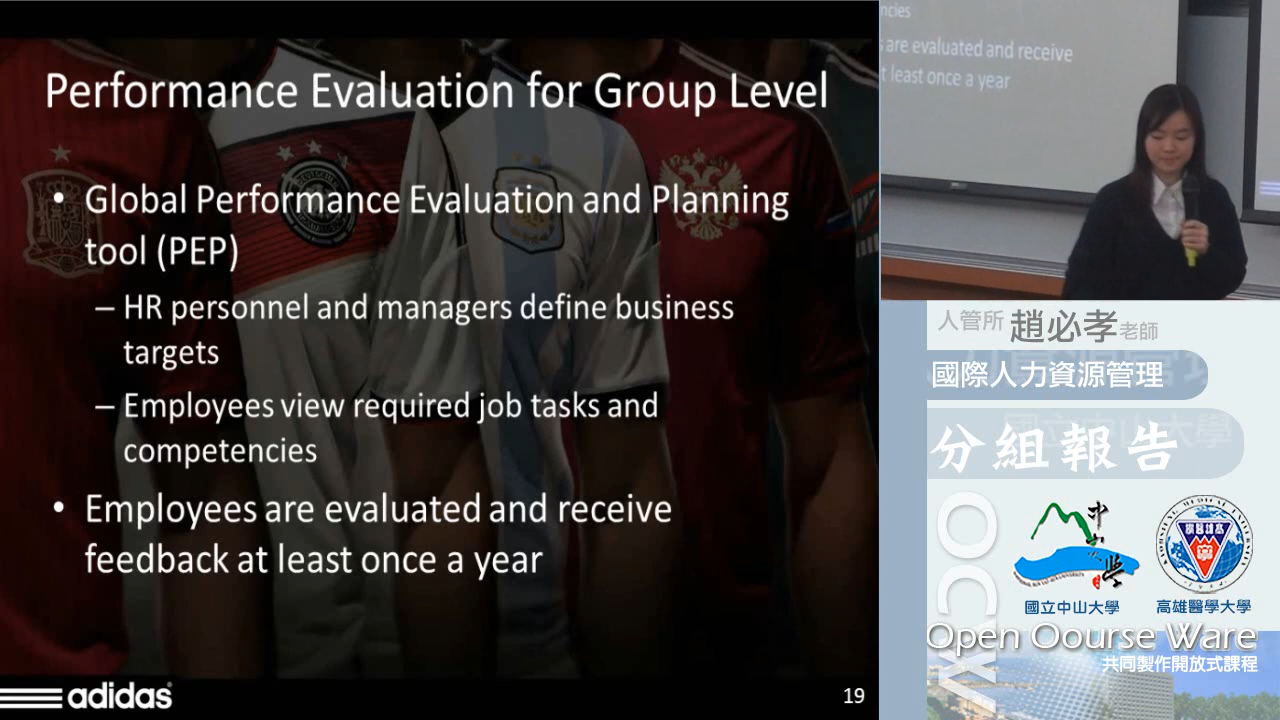 Performance Evaluation for Group Level
• Global Performance Evaluation and Planning
tool (PEP)
– HR personnel and managers define business
targets
– Employees view required job tasks and
competencies
• Employees are evaluated and receive
feedback at least once a year
adidas
19
ncies
s are evaluated and receive
t least once a year
人管所 趙必孝老師
國際人力資源管理
分組報告
OCW
中山大學
國立中山大學
高雄醫學大學
Open Oourse Ware
共同製作開放式課程